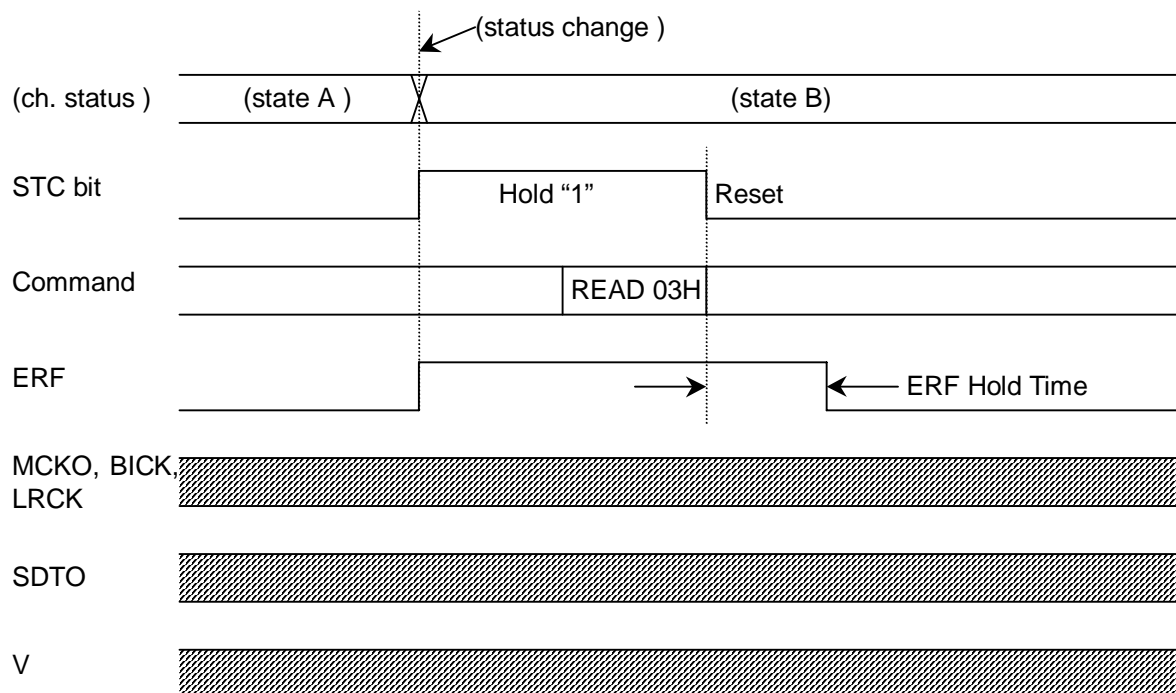 (status change )
(ch. status )
(state A )
(state B)
STC bit
Hold “1”
Reset
Command
READ 03H
ERF
ERF Hold Time
MCKO, BICK,
LRCK
SDTO
V